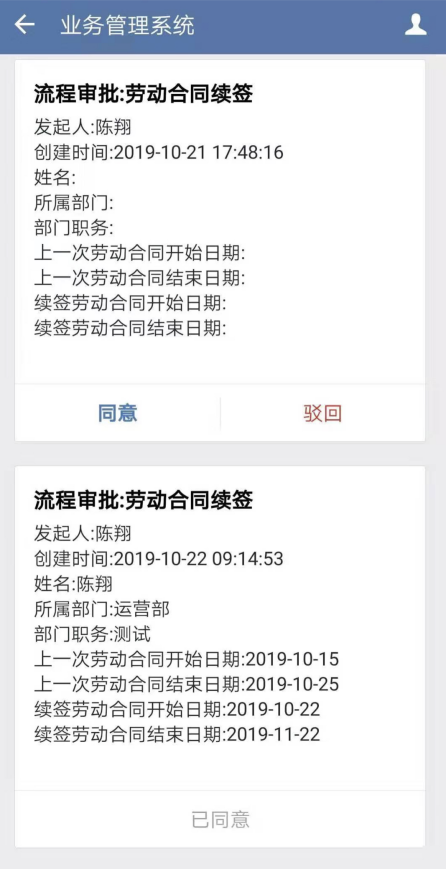 业务管理系统
流程审批:劳动合同续签
发起人:陈翔
创建时间:2019-10-21 17:48:16
姓名:
所属部门:
部门职务:
上一次劳动合同开始日期:
上一次劳动合同结束日期:
续签劳动合同开始日期:
续签劳动合同结束日期:
同意 驳回
流程审批:劳动合同续签
发起人:陈翔
创建时间:2019-10-22 09:14:53
姓名:陈翔
所属部门:运营部
部门职务:测试
上一次劳动合同开始日期:2019-10-15
上一次劳动合同结束日期:2019-10-25
续签劳动合同开始日期:2019-10-22
续签劳动合同结束日期:2019-11-22
已同意